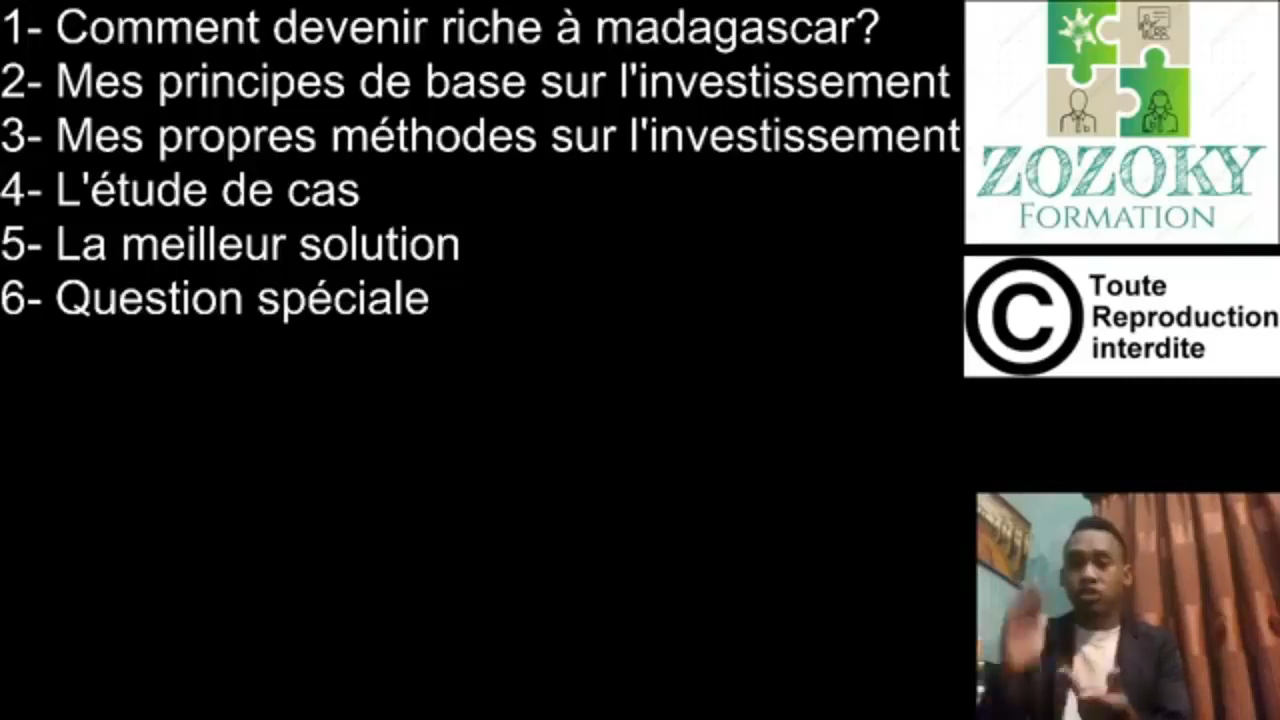 1- Comment devenir riche à madagascar?
2- Mes principes de base sur l'investissement
3- Mes propres méthodes sur l'investissement
4- L'étude de cas
5- La meilleur solution
6- Question spéciale
ZOZOKY
FORMATION
C
Toute
Reproduction
interdite